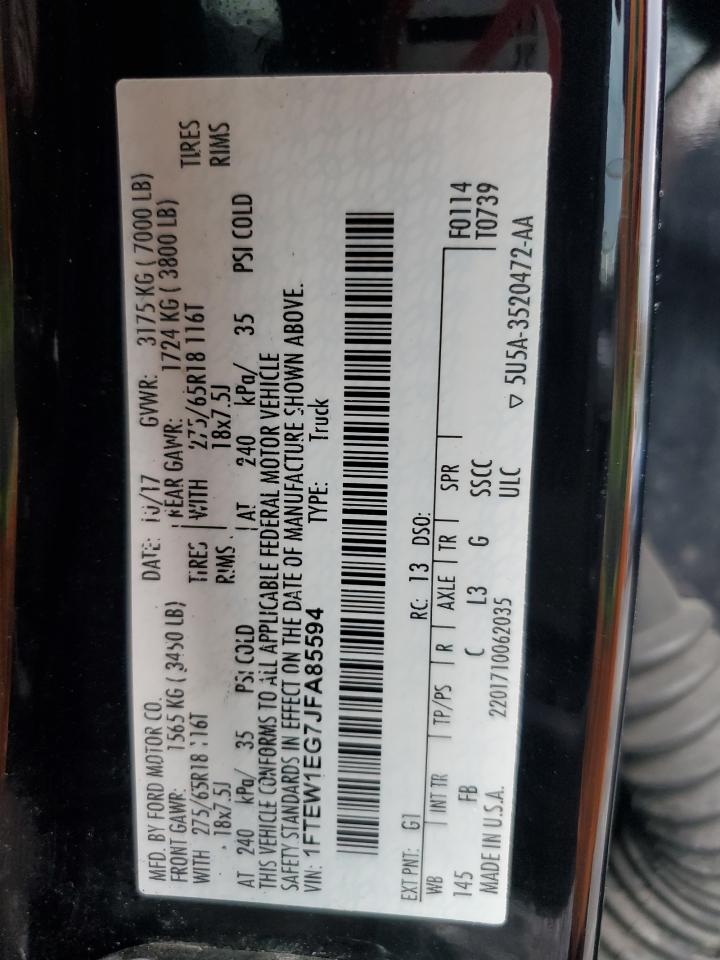 MFD. BY FORD MOTOR CO. DATE: 10/17 GVWR: 3175 KG ( 7000 LB)
FRONT GAWR: 1565 KG ( 3450 LB) REAR GAWR: 1724 KG ( 3800 LB)
WITH 275/65R18 116T TIRES WITH 275/65R18 116T TIRES
18x7.5J RIMS 18x7.5J RIMS
AT 240 kPa/ 35 PSI COLD AT 240 kPa/ 35 PSI COLD
THIS VEHICLE CONFORMS TO ALL APPLICABLE FEDERAL MOTOR VEHICLE
SAFETY STANDARDS IN EFFECT ON THE DATE OF MANUFACTURE SHOWN ABOVE.
VIN: 1FTEW1EG7JFA85594 TYPE: Truck
EXT PNT: G1 RC: 13 DSO: F0114
WB INT TR TP/PS R AXLE TR SPR T0739
145 FB C L3 G SSCC
MADE IN U.S.A. 2201710062035 ULC ▽ 5U5A-3520472-AA